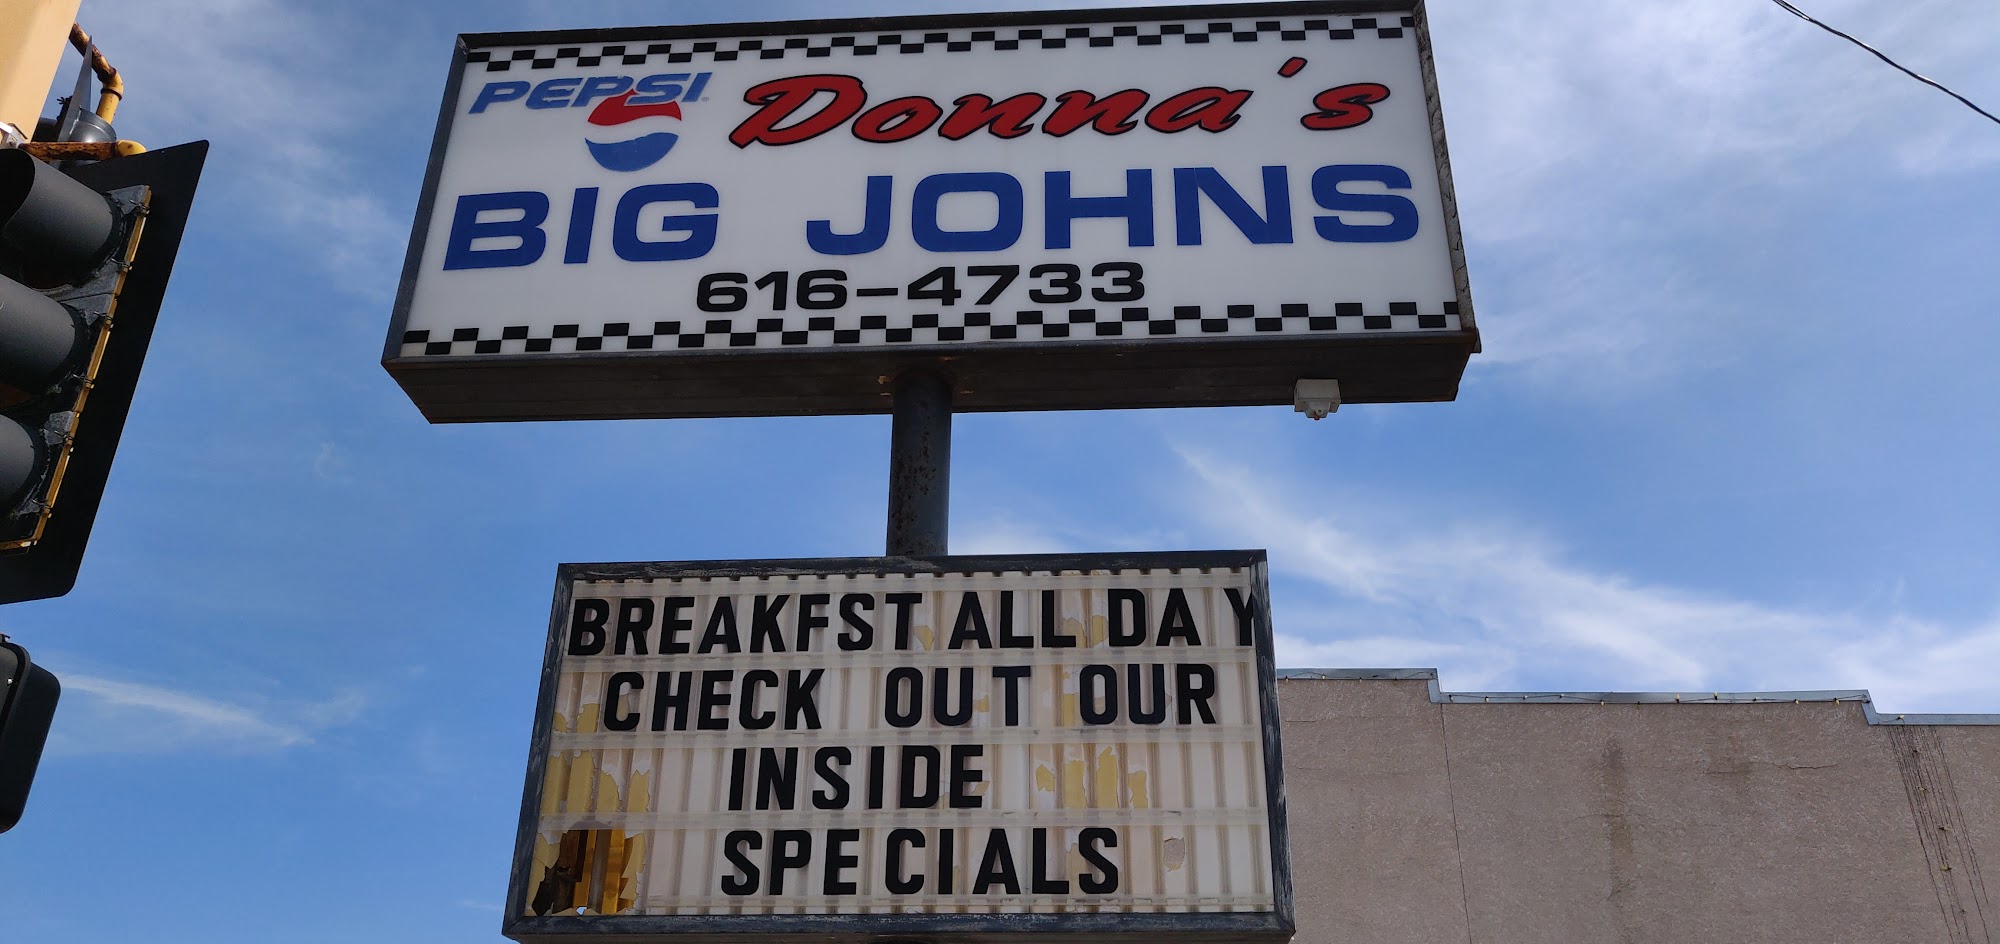 PEPSI
Donna's
BIG JOHNS
616-4733
BREAKFST ALL DAY
CHECK OUT OUR
INSIDE
SPECIALS